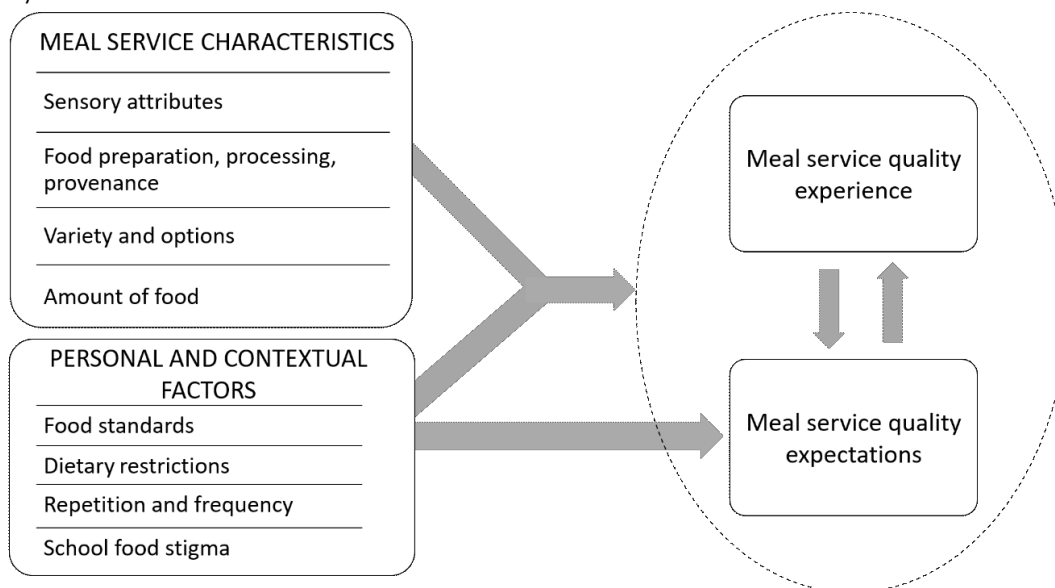 MEAL SERVICE CHARACTERISTICS
Sensory attributes
Food preparation, processing,
provenance
Variety and options
Amount of food
PERSONAL AND CONTEXTUAL
FACTORS
Food standards
Dietary restrictions
Repetition and frequency
School food stigma
Meal service quality
experience
Meal service quality
expectations